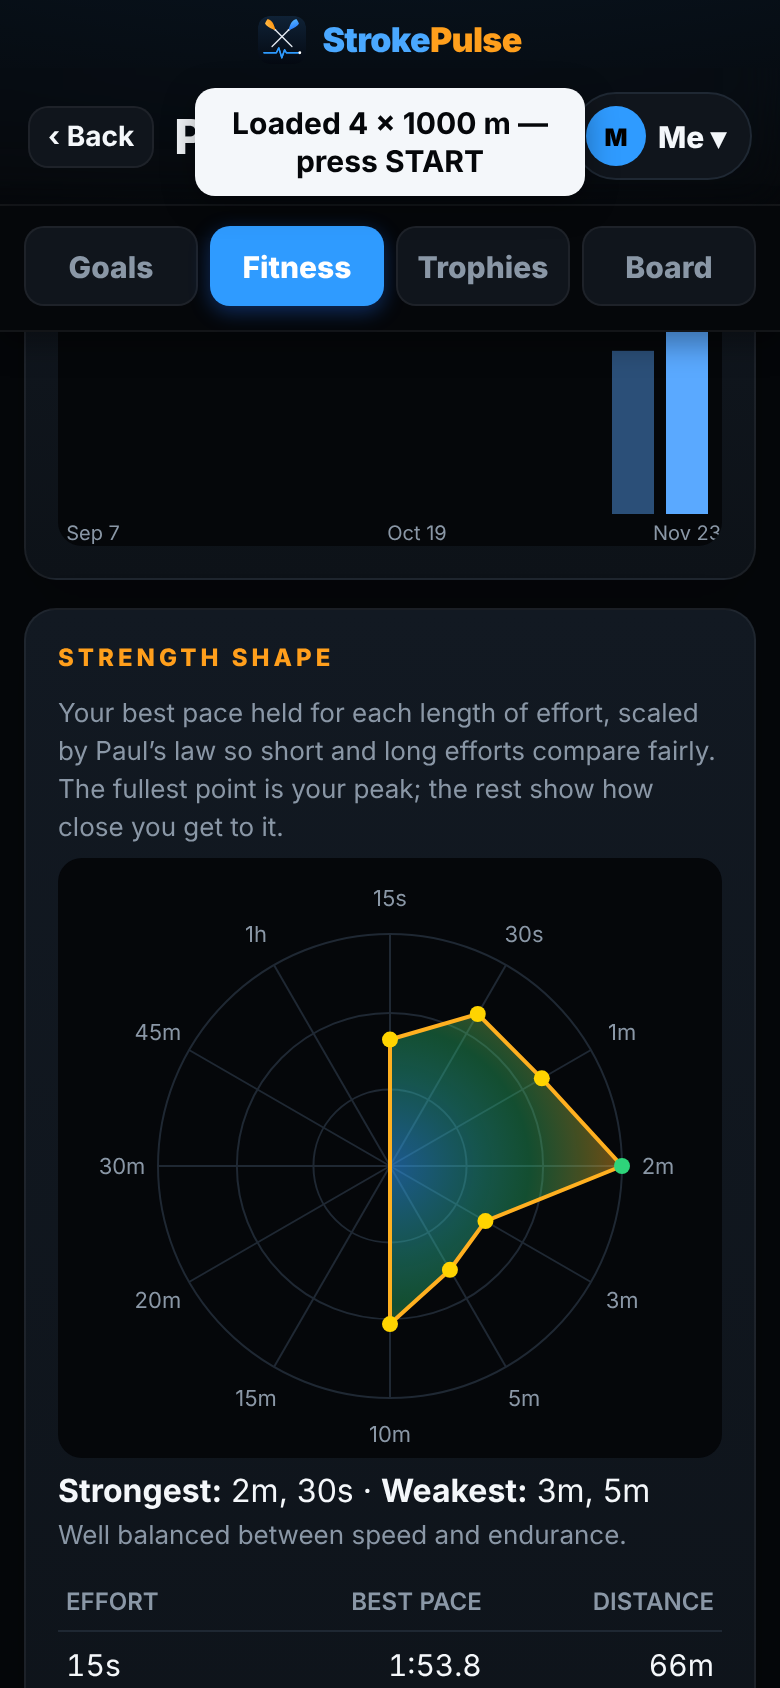 StrokePulse
‹ Back
Loaded 4 × 1000 m —
press START
M
Me ▾
Goals
Fitness
Trophies
Board
Sep 7
Oct 19
Nov 23
STRENGTH SHAPE
Your best pace held for each length of effort, scaled
by Paul’s law so short and long efforts compare fairly.
The fullest point is your peak; the rest show how
close you get to it.
15s
1h
30s
45m
1m
30m
2m
20m
3m
15m
5m
10m
Strongest: 2m, 30s · Weakest: 3m, 5m
Well balanced between speed and endurance.
EFFORT BEST PACE DISTANCE
15s 1:53.8 66m